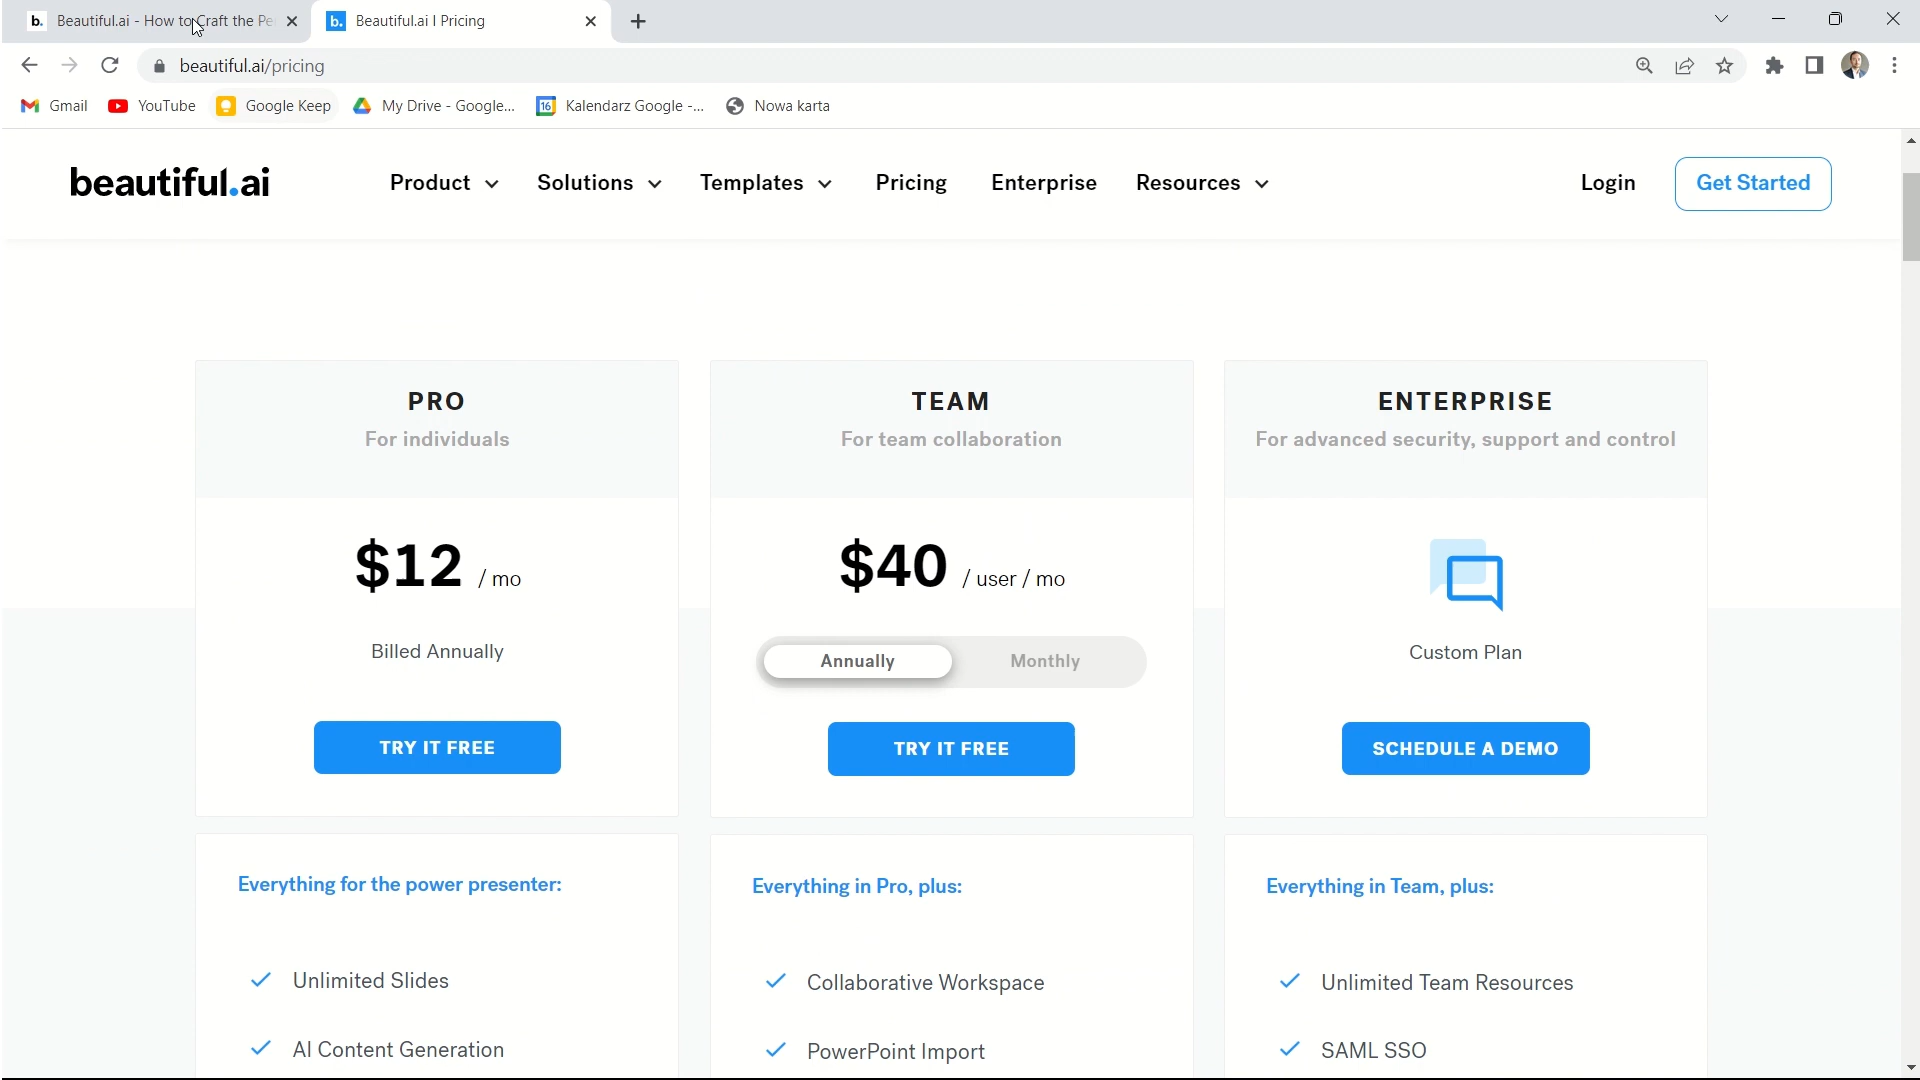 Beautiful.ai - How to Craft the Pe
Beautiful.ai | Pricing
beautiful.ai/pricing
Gmail
YouTube
Google Keep
My Drive - Google...
16
Kalendarz Google -...
Nowa karta
beautiful.ai
Product
Solutions
Templates
Pricing
Enterprise
Resources
Login
Get Started
PRO
For individuals
$12 / mo
Billed Annually
TRY IT FREE
Everything for the power presenter:
Unlimited Slides
AI Content Generation
TEAM
For team collaboration
$40 / user / mo
Annually
Monthly
TRY IT FREE
Everything in Pro, plus:
Collaborative Workspace
PowerPoint Import
ENTERPRISE
For advanced security, support and control
Custom Plan
SCHEDULE A DEMO
Everything in Team, plus:
Unlimited Team Resources
SAML SSO